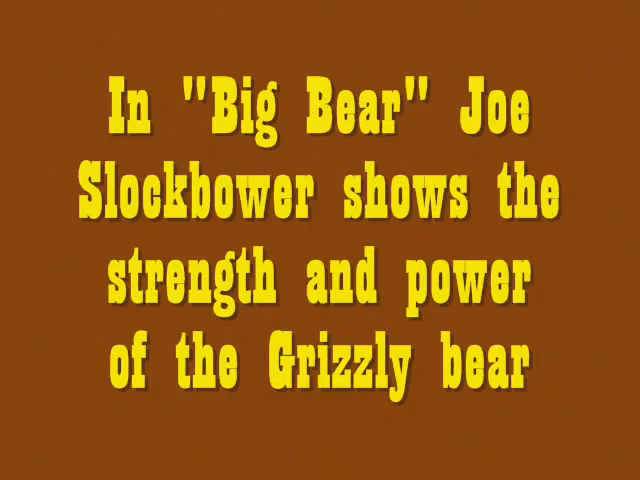 In "Big Bear" Joe
Slockbower shows the
strength and power
of the Grizzly bear